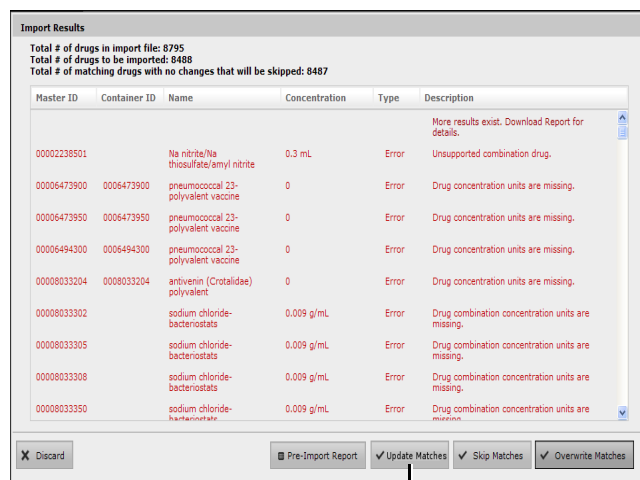 Import Results
Total # of drugs in import file: 8795
Total # of drugs to be imported: 8488
Total # of matching drugs with no changes that will be skipped: 8487
Master ID Container ID Name Concentration Type Description
More results exist. Download Report for
details.
00002238501 Na nitrite/Na 0.3 mL Error Unsupported combination drug.
thiosulfate/amyl nitrite
00006473900 0006473900 pneumococcal 23- 0 Error Drug concentration units are missing.
polyvalent vaccine
00006473950 0006473950 pneumococcal 23- 0 Error Drug concentration units are missing.
polyvalent vaccine
00006494300 0006494300 pneumococcal 23- 0 Error Drug concentration units are missing.
polyvalent vaccine
00008033204 0008033204 antivenin (Crotalidae) 0 Error Drug concentration units are missing.
polyvalent
00008033302 sodium chloride- 0.009 g/mL Error Drug combination concentration units are
bacteriostats missing.
00008033305 sodium chloride- 0.009 g/mL Error Drug combination concentration units are
bacteriostats missing.
00008033308 sodium chloride- 0.009 g/mL Error Drug combination concentration units are
bacteriostats missing.
00008033350 sodium chloride- 0.009 g/mL Error Drug combination concentration units are
bacteriostats missing.
Discard Pre-Import Report Update Matches Skip Matches Overwrite Matches